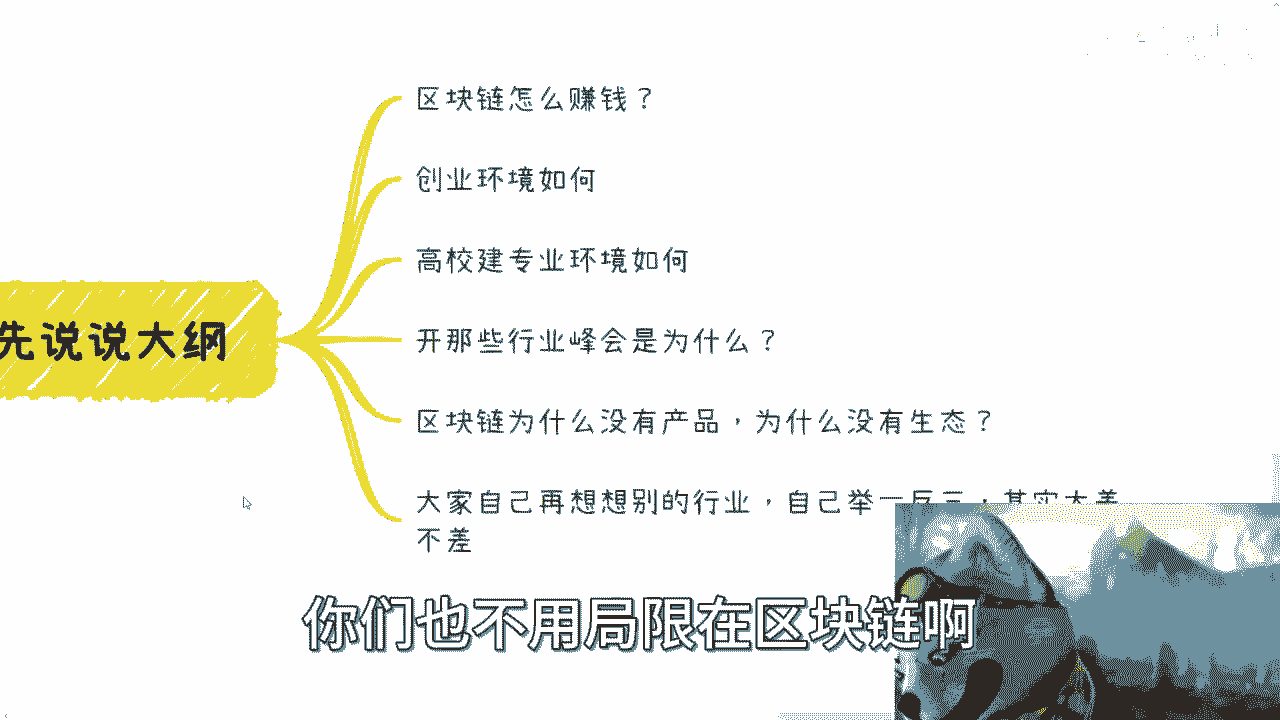 区块链怎么赚钱？
创业环境如何
高校建专业环境如何
先说说大纲
开那些行业峰会是为什么？
区块链为什么没有产品，为什么没有生态？
大家自己再想想别的行业，自己举一反三，其实大差
不差
你们也不用局限在区块链啊